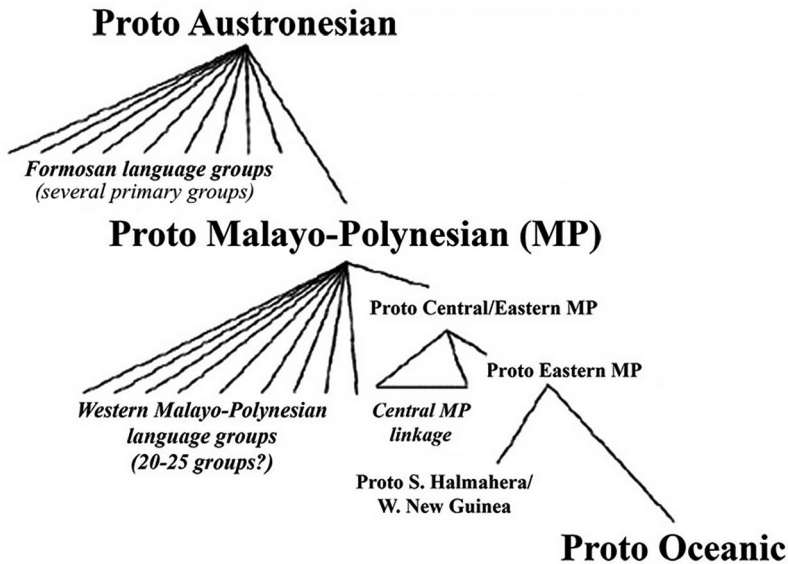 Proto Austronesian
Formosan language groups
(several primary groups)
Proto Malayo-Polynesian (MP)
Proto Central/Eastern MP
Proto Eastern MP
Western Malayo-Polynesian
language groups
(20-25 groups?)
Central MP
linkage
Proto S. Halmahera/
W. New Guinea
Proto Oceanic